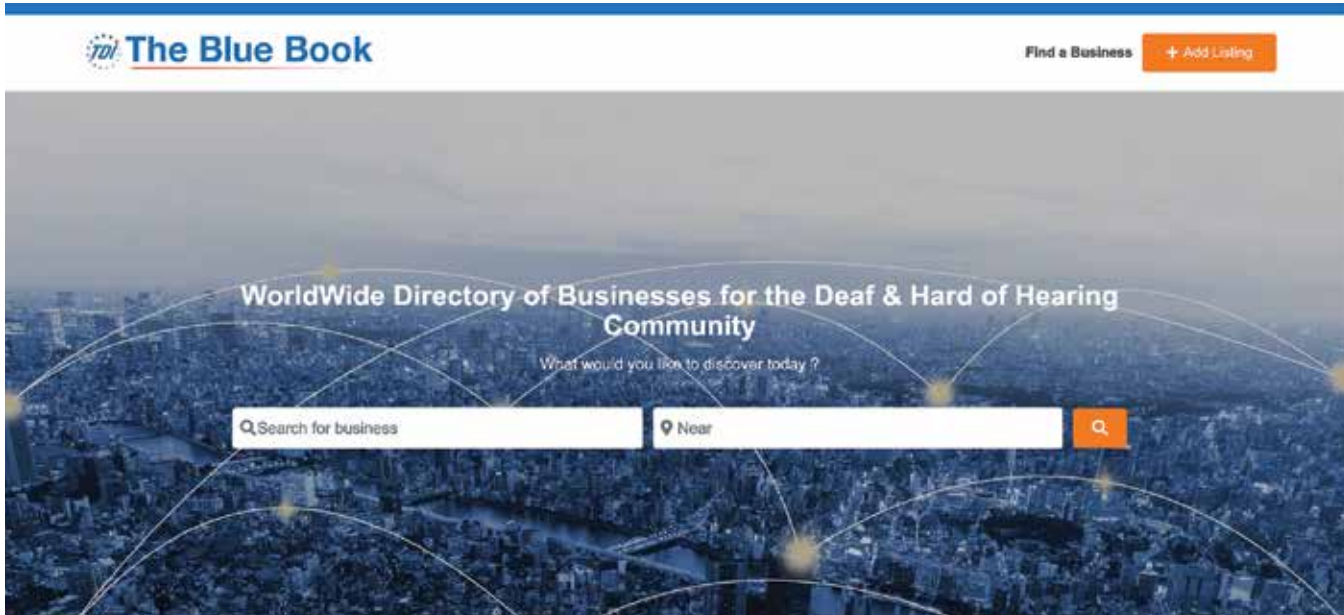 TDI The Blue Book
Find a Business
+ Add Listing
WorldWide Directory of Businesses for the Deaf & Hard of Hearing
Community
What would you like to discover today ?
Search for business
Near